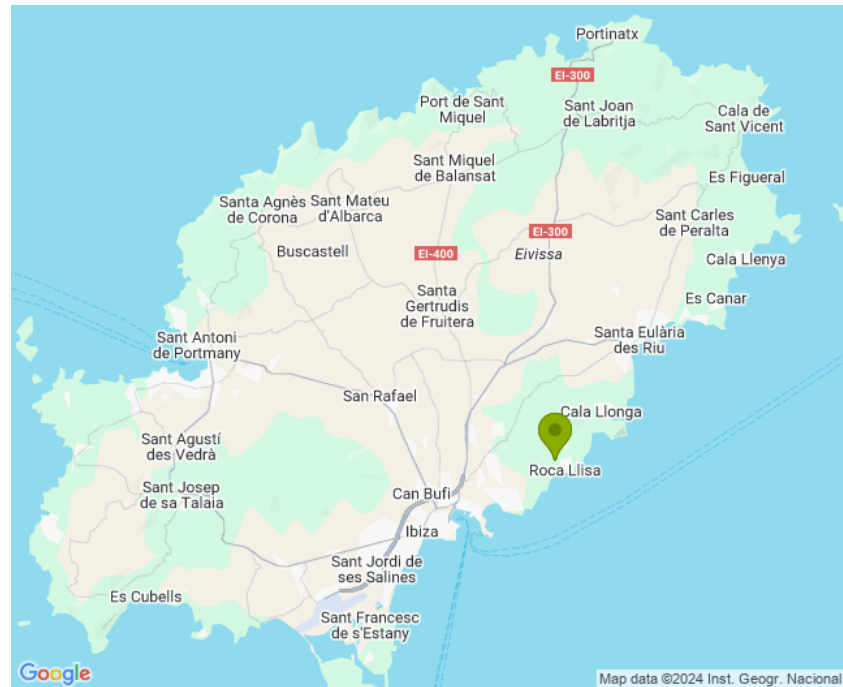 Portinatx
EI-300
Port de Sant
Miquel
Sant Joan
de Labritja
Cala de
Sant Vicent
Sant Miquel
de Balansat
Es Figueral
Santa Agnès
de Corona
Sant Mateu
d'Albarca
Sant Carles
de Peralta
EI-300
Buscastell
EI-400
Eivissa
Cala Llenya
Santa
Gertrudis
de Fruitera
Es Canar
Sant Antoni
de Portmany
Santa Eulària
des Riu
San Rafael
Cala Llonga
Sant Agustí
des Vedrà
Roca Llisa
Sant Josep
de sa Talaia
Can Bufi
Ibiza
Sant Jordi de
ses Salines
Es Cubells
Sant Francesc
de s'Estany
Google
Map data ©2024 Inst. Geogr. Nacional